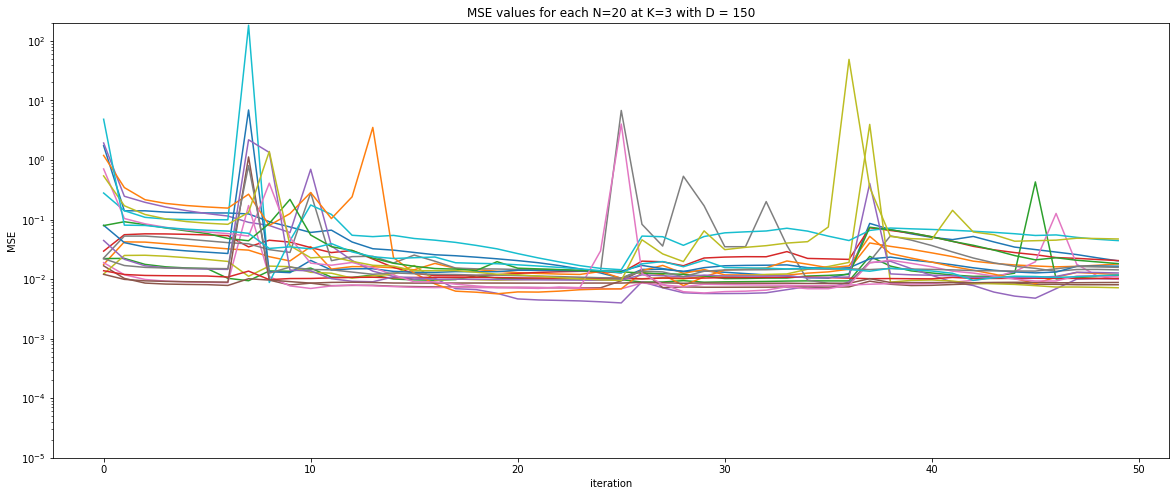 MSE values for each N=20 at K=3 with D = 150
10²
10¹
10⁰
10⁻¹
10⁻²
10⁻³
10⁻⁴
10⁻⁵
MSE
0 10 20 30 40 50
iteration